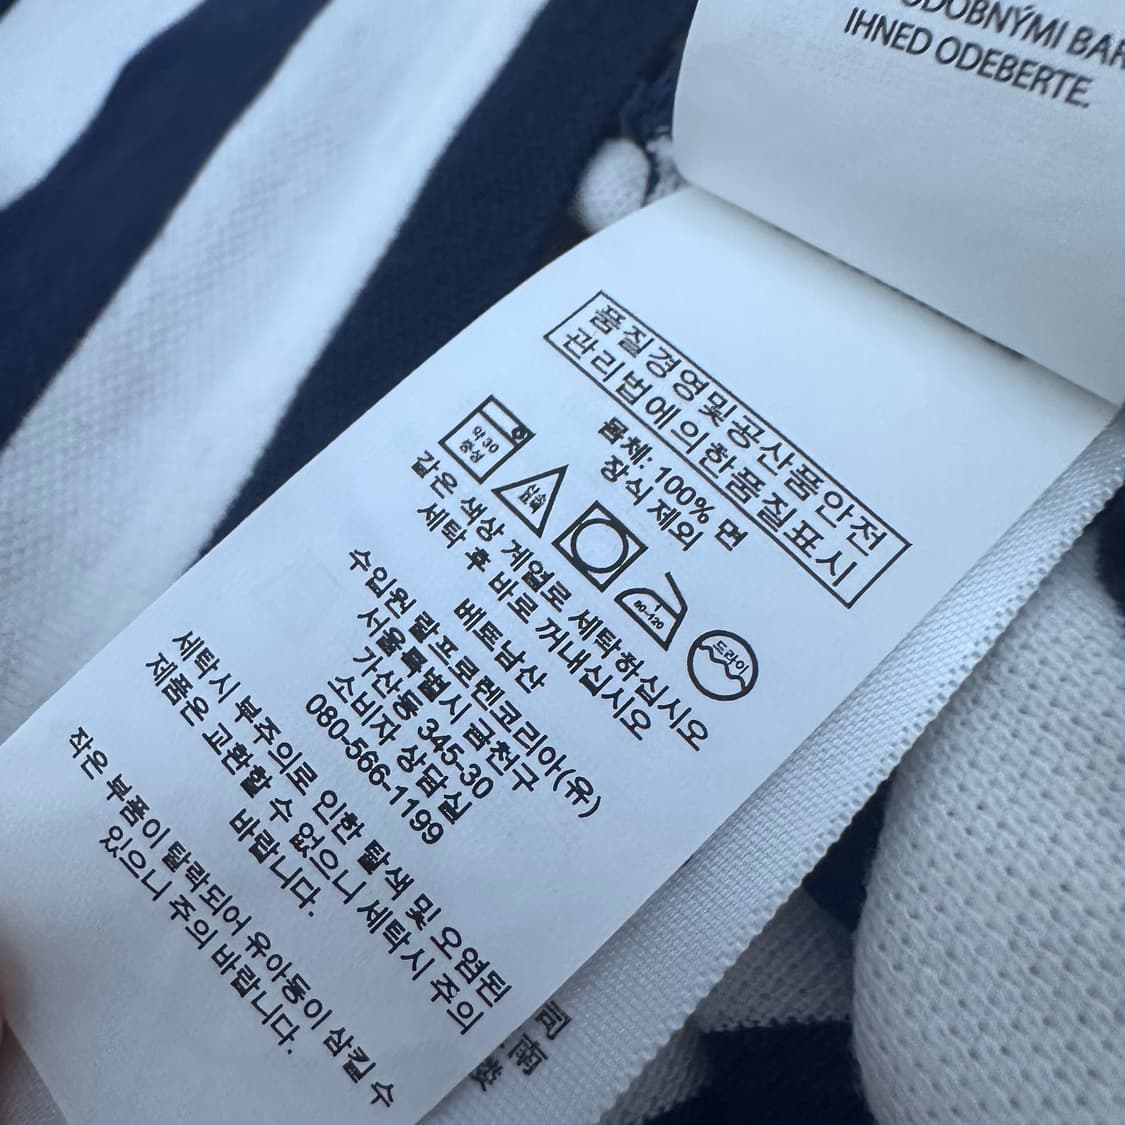 ODOBNÝMI BAR
IHNED ODEBERTE.
품질경영및공산품안전
관리법에의한품질표시
몸체: 100% 면
장식 제외
약 30
중성
80~120
드라이
같은 색상 계열로 세탁하십시오
세탁 후 바로 꺼내십시오
베트남산
수입원 랄프로렌코리아(유)
서울특별시 금천구
가산동 345-30
소비자 상담실
080-566-1199
세탁시 부주의로 인한 탈색 및 오염된
제품은 교환할 수 없으니 세탁시 주의
바랍니다.
작은 부품이 탈락되어 유아동이 삼킬 수
있으니 주의 바랍니다.